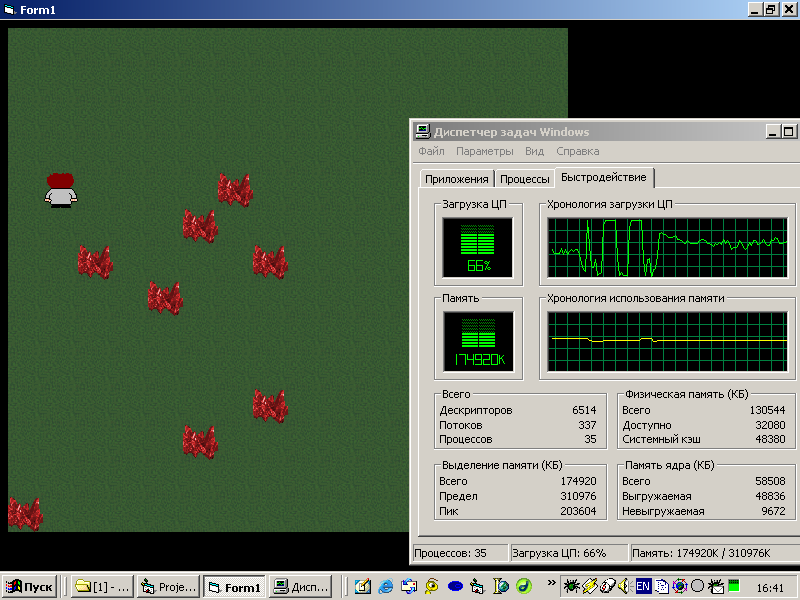 Form1
Диспетчер задач Windows
Файл Параметры Вид Справка
Приложения Процессы Быстродействие
Загрузка ЦП
66%
Хронология загрузки ЦП
Память
174920K
Хронология использования памяти
Всего
Дескрипторов 6514
Потоков 337
Процессов 35
Физическая память (КБ)
Всего 130544
Доступно 32080
Системный кэш 48380
Выделение памяти (КБ)
Всего 174920
Предел 310976
Пик 203604
Память ядра (КБ)
Всего 58508
Выгружаемая 48836
Невыгружаемая 9672
Процессов: 35 Загрузка ЦП: 66% Память: 174920K / 310976K
Пуск [1] - ... Proje... Form1 Дисп... » EN 16:41